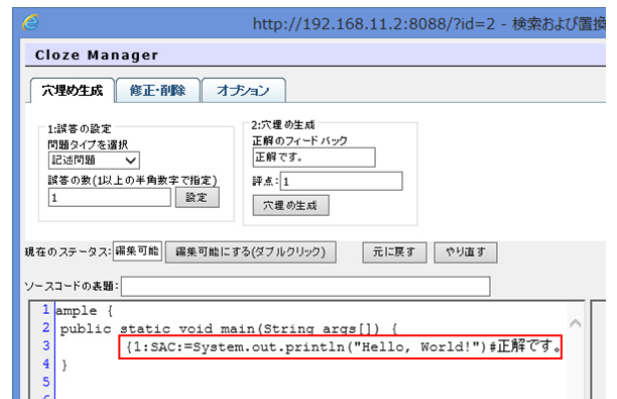 http://192.168.11.2:8088/?id=2 - 検索および置換
Cloze Manager
穴埋め生成 修正・削除 オプション
1:誤答の設定
問題タイプを選択
記述問題
誤答の数(1以上の半角数字で指定)
1 設定
2:穴埋め生成
正解のフィードバック
正解です。
評点:1
穴埋め生成
現在のステータス:編集可能 編集可能にする(ダブルクリック) 元に戻す やり直す
ソースコードの表題:
1 ample {
2 public static void main(String args[]) {
3 {1:SAC:=System.out.println("Hello, World!")#正解です。
4 }
5